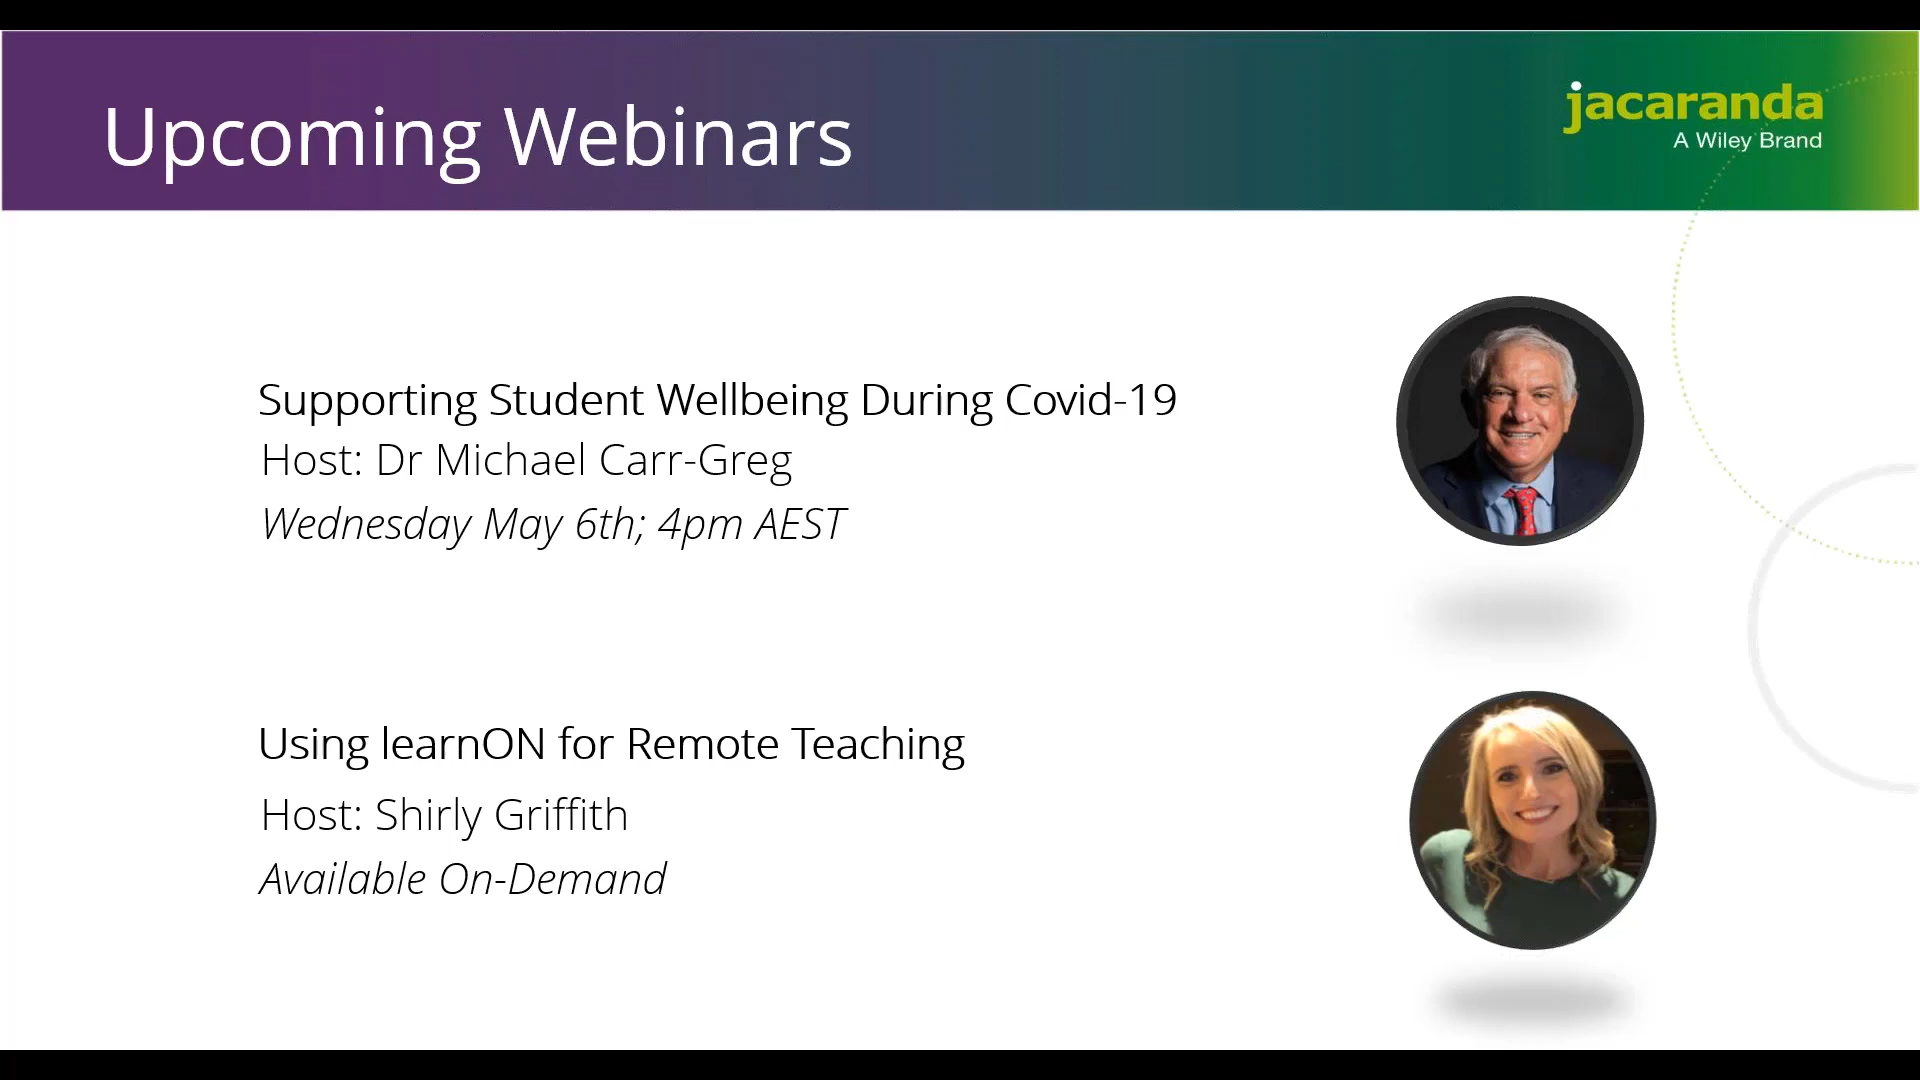 Upcoming Webinars
jacaranda
A Wiley Brand
Supporting Student Wellbeing During Covid-19
Host: Dr Michael Carr-Greg
Wednesday May 6th; 4pm AEST
Using learnON for Remote Teaching
Host: Shirly Griffith
Available On-Demand